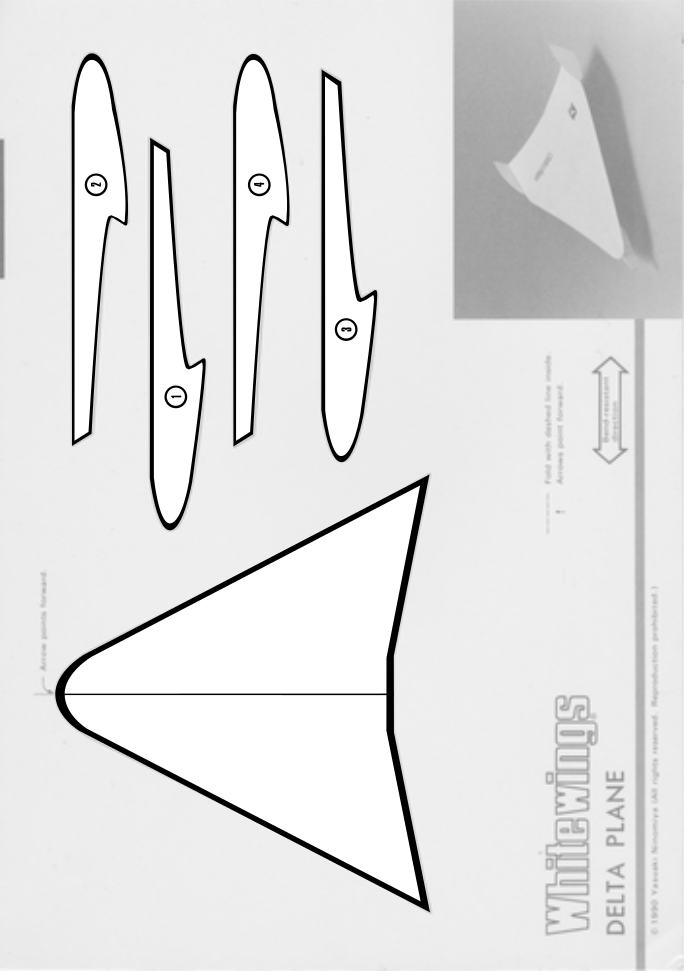 2
4
1
3
Arrow points forward.
Fold with dashed line inside.
Arrows point forward.
Bend-resistant
direction
Whitewings®
DELTA PLANE
© 1990 Yasuaki Ninomiya (All rights reserved. Reproduction prohibited.)